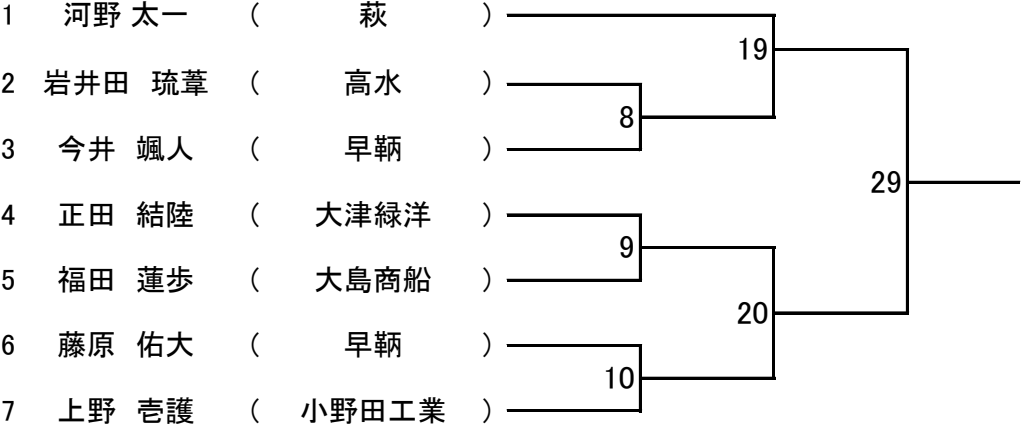 1 河野 太一 ( 萩 )
19
2 岩井田 琉葦 ( 高水 )
8
3 今井 颯人 ( 早鞆 )
29
4 正田 結陸 ( 大津緑洋 )
9
5 福田 蓮歩 ( 大島商船 )
20
6 藤原 佑大 ( 早鞆 )
10
7 上野 壱護 ( 小野田工業 )